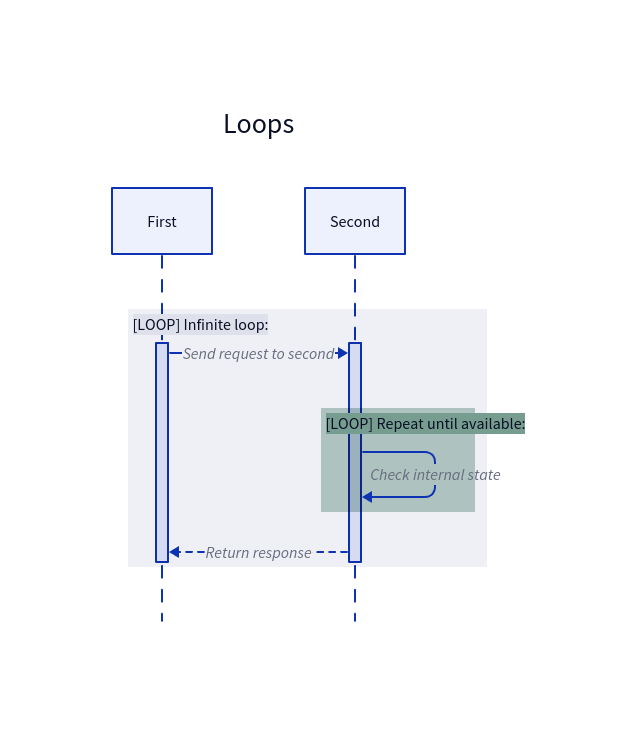 Loops
First
Second
[LOOP] Infinite loop:
Send request to second
[LOOP] Repeat until available:
Check internal state
Return response